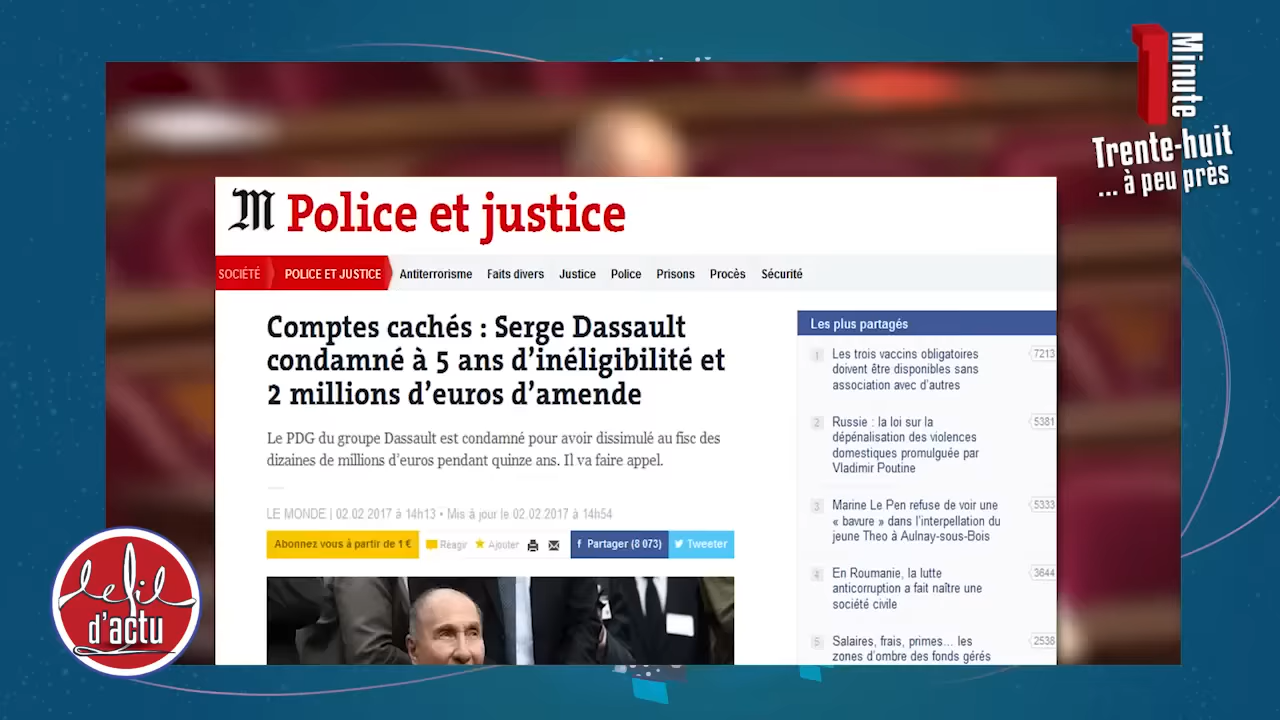 1
Minute
Trente-huit
... à peu près
M Police et justice
SOCIÉTÉ POLICE ET JUSTICE Antiterrorisme Faits divers Justice Police Prisons Procès Sécurité
Comptes cachés : Serge Dassault
condamné à 5 ans d'inéligibilité et
2 millions d'euros d'amende
Le PDG du groupe Dassault est condamné pour avoir dissimulé au fisc des
dizaines de millions d'euros pendant quinze ans. Il va faire appel.
LE MONDE | 02.02.2017 à 14h13 • Mis à jour le 02.02.2017 à 14h54
Abonnez vous à partir de 1 € Réagir Ajouter Partager (8 073) Tweeter
Les plus partagés
1 Les trois vaccins obligatoires 7213
doivent être disponibles sans
association avec d'autres
2 Russie : la loi sur la 5381
dépénalisation des violences
domestiques promulguée par
Vladimir Poutine
3 Marine Le Pen refuse de voir une 5333
« bavure » dans l'interpellation du
jeune Theo à Aulnay-sous-Bois
4 En Roumanie, la lutte 3644
anticorruption a fait naître une
société civile
5 Salaires, frais, primes... les 2538
zones d'ombre des fonds gérés
le fil
d'actu